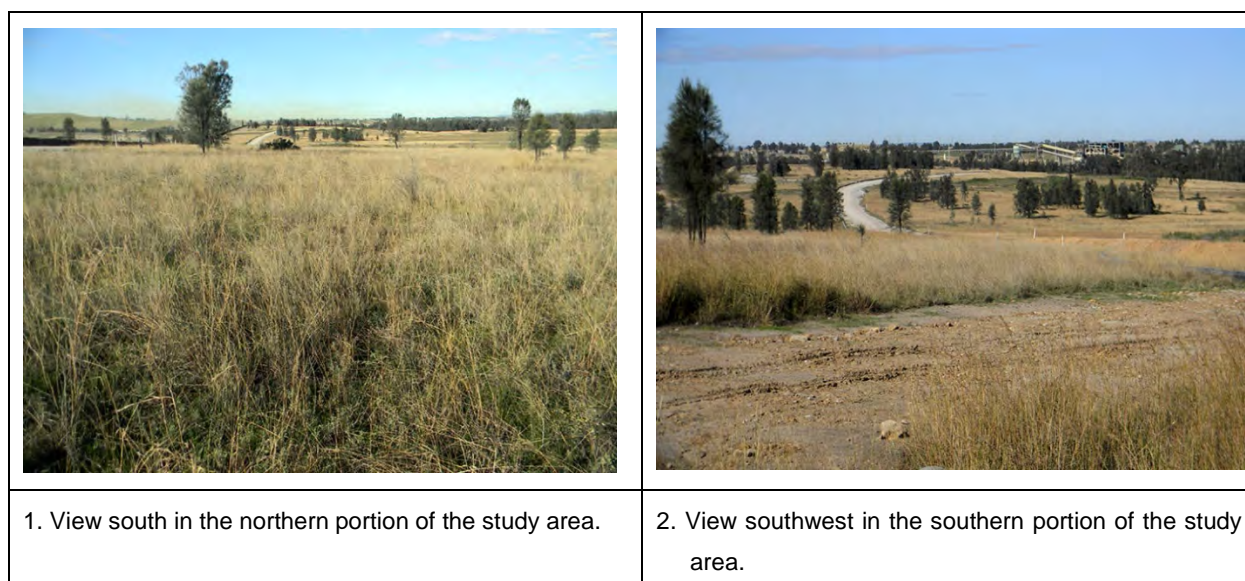 1. View south in the northern portion of the study area.
2. View southwest in the southern portion of the study
area.